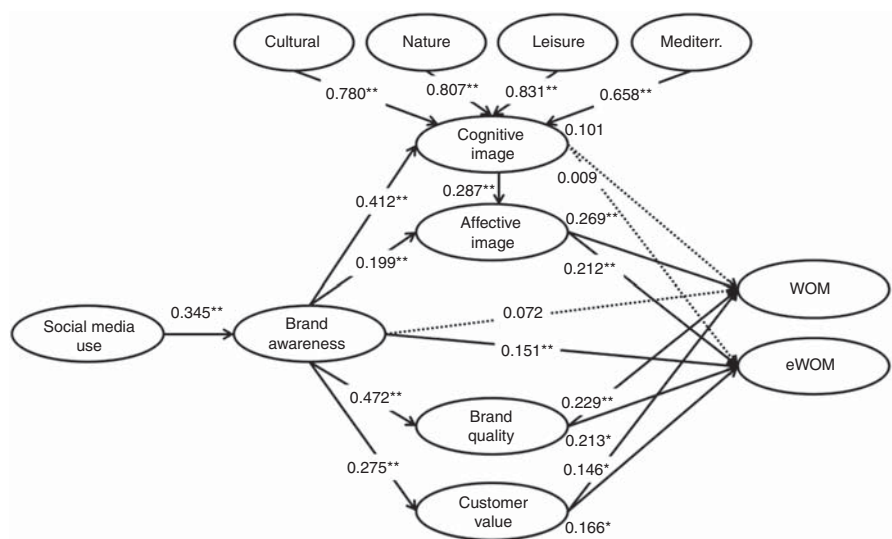 Cultural
Nature
Leisure
Mediterr.
0.780**
0.807**
0.831**
0.658**
Cognitive
image
0.101
0.009
0.287**
0.412**
Affective
image
0.269**
0.199**
0.212**
WOM
0.345**
Social media
use
Brand
awareness
0.072
0.151**
eWOM
0.472**
Brand
quality
0.229**
0.213*
0.275**
0.146*
Customer
value
0.166*